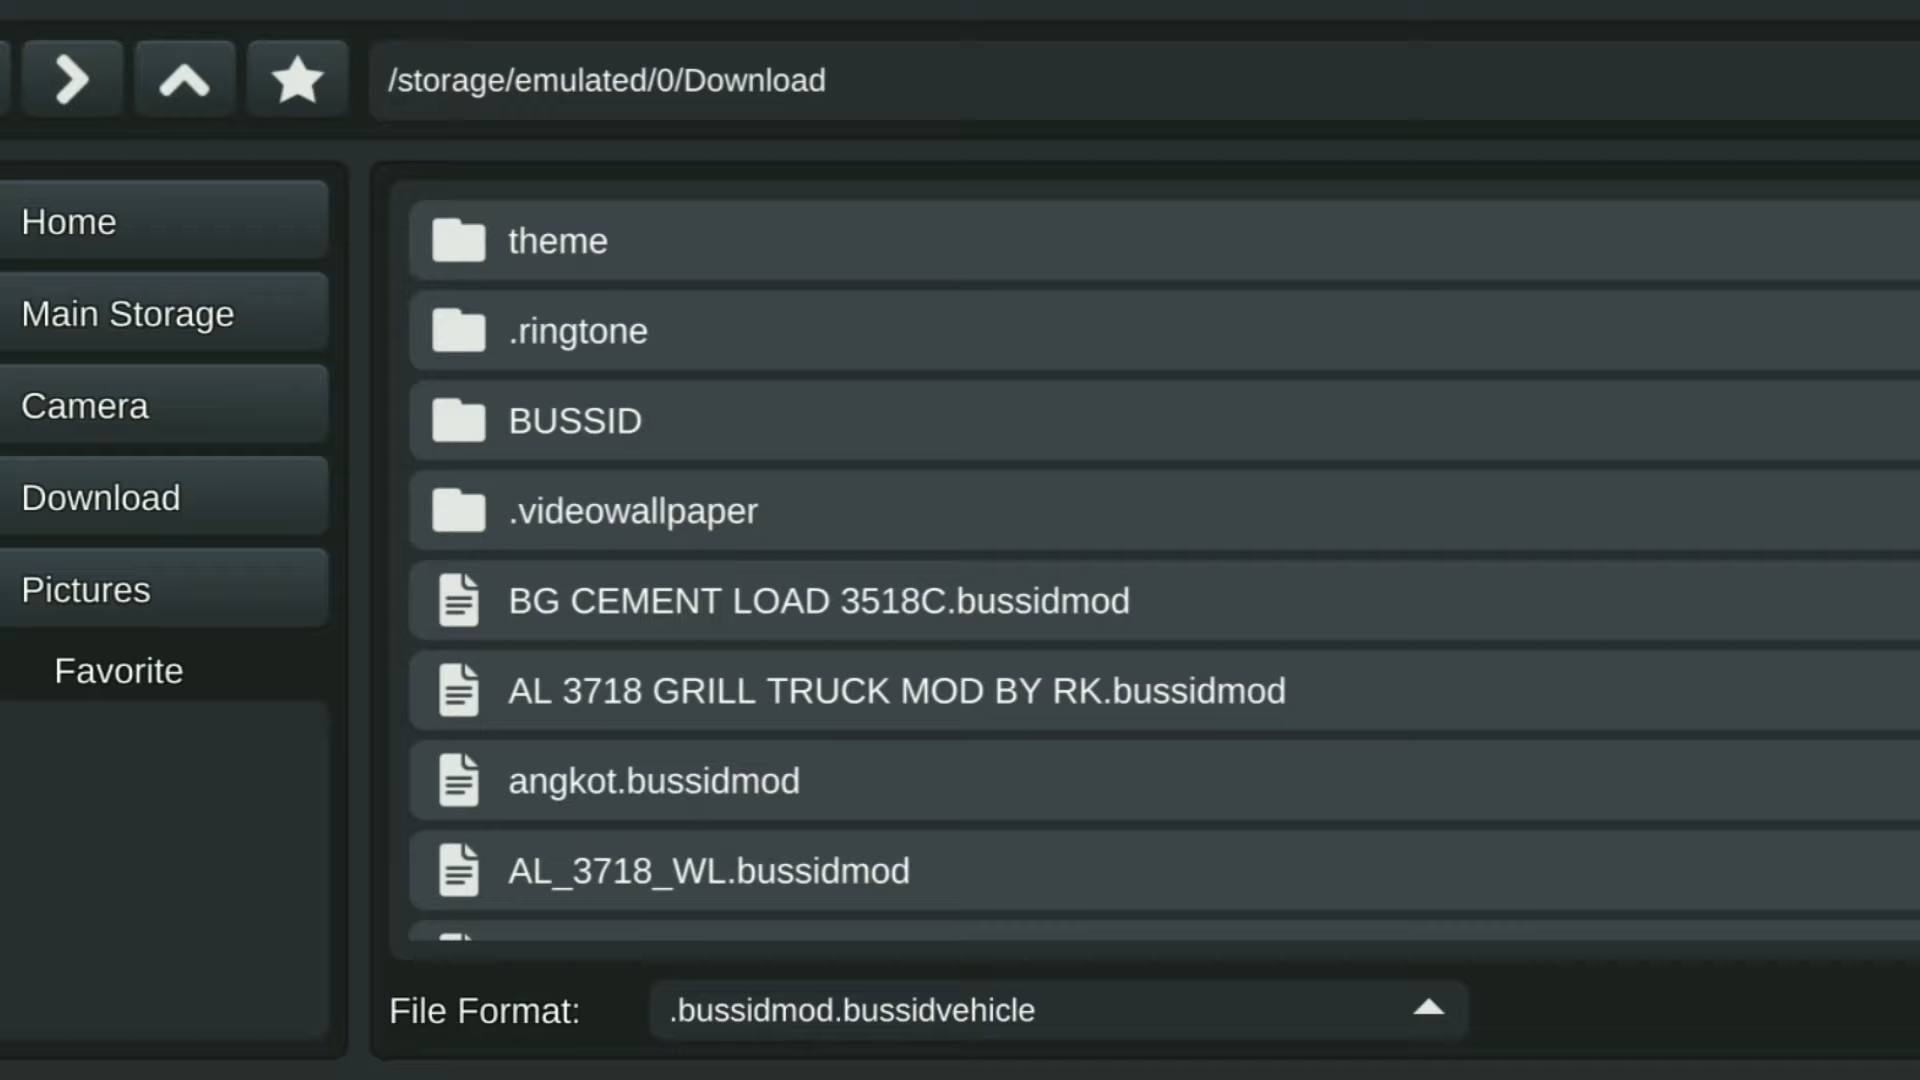 /storage/emulated/0/Download
Home
Main Storage
Camera
Download
Pictures
Favorite
theme
.ringtone
BUSSID
.videowallpaper
BG CEMENT LOAD 3518C.bussidmod
AL 3718 GRILL TRUCK MOD BY RK.bussidmod
angkot.bussidmod
AL_3718_WL.bussidmod
File Format:
.bussidmod.bussidvehicle